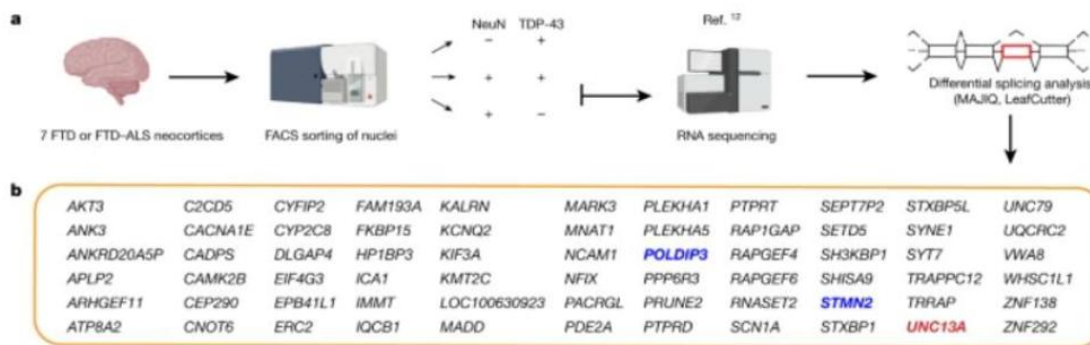 a
NeuN TDP-43
− +
+ +
+ −
Ref. 12
7 FTD or FTD–ALS neocortices
FACS sorting of nuclei
RNA sequencing
Differential splicing analysis
(MAJIQ, LeafCutter)
b
AKT3 C2CD5 CYFIP2 FAM193A KALRN MARK3 PLEKHA1 PTPRT SEPT7P2 STXBP5L UNC79
ANK3 CACNA1E CYP2C8 FKBP15 KCNQ2 MNAT1 PLEKHA5 RAP1GAP SETD5 SYNE1 UQCRC2
ANKRD20A5P CADPS DLGAP4 HP1BP3 KIF3A NCAM1 POLDIP3 RAPGEF4 SH3KBP1 SYT7 VWA8
APLP2 CAMK2B EIF4G3 ICA1 KMT2C NFIX PPP6R3 RAPGEF6 SHISA9 TRAPPC12 WHSC1L1
ARHGEF11 CEP290 EPB41L1 IMMT LOC100630923 PACRGL PRUNE2 RNASET2 STMN2 TRRAP ZNF138
ATP8A2 CNOT6 ERC2 IQCB1 MADD PDE2A PTPRD SCN1A STXBP1 UNC13A ZNF292